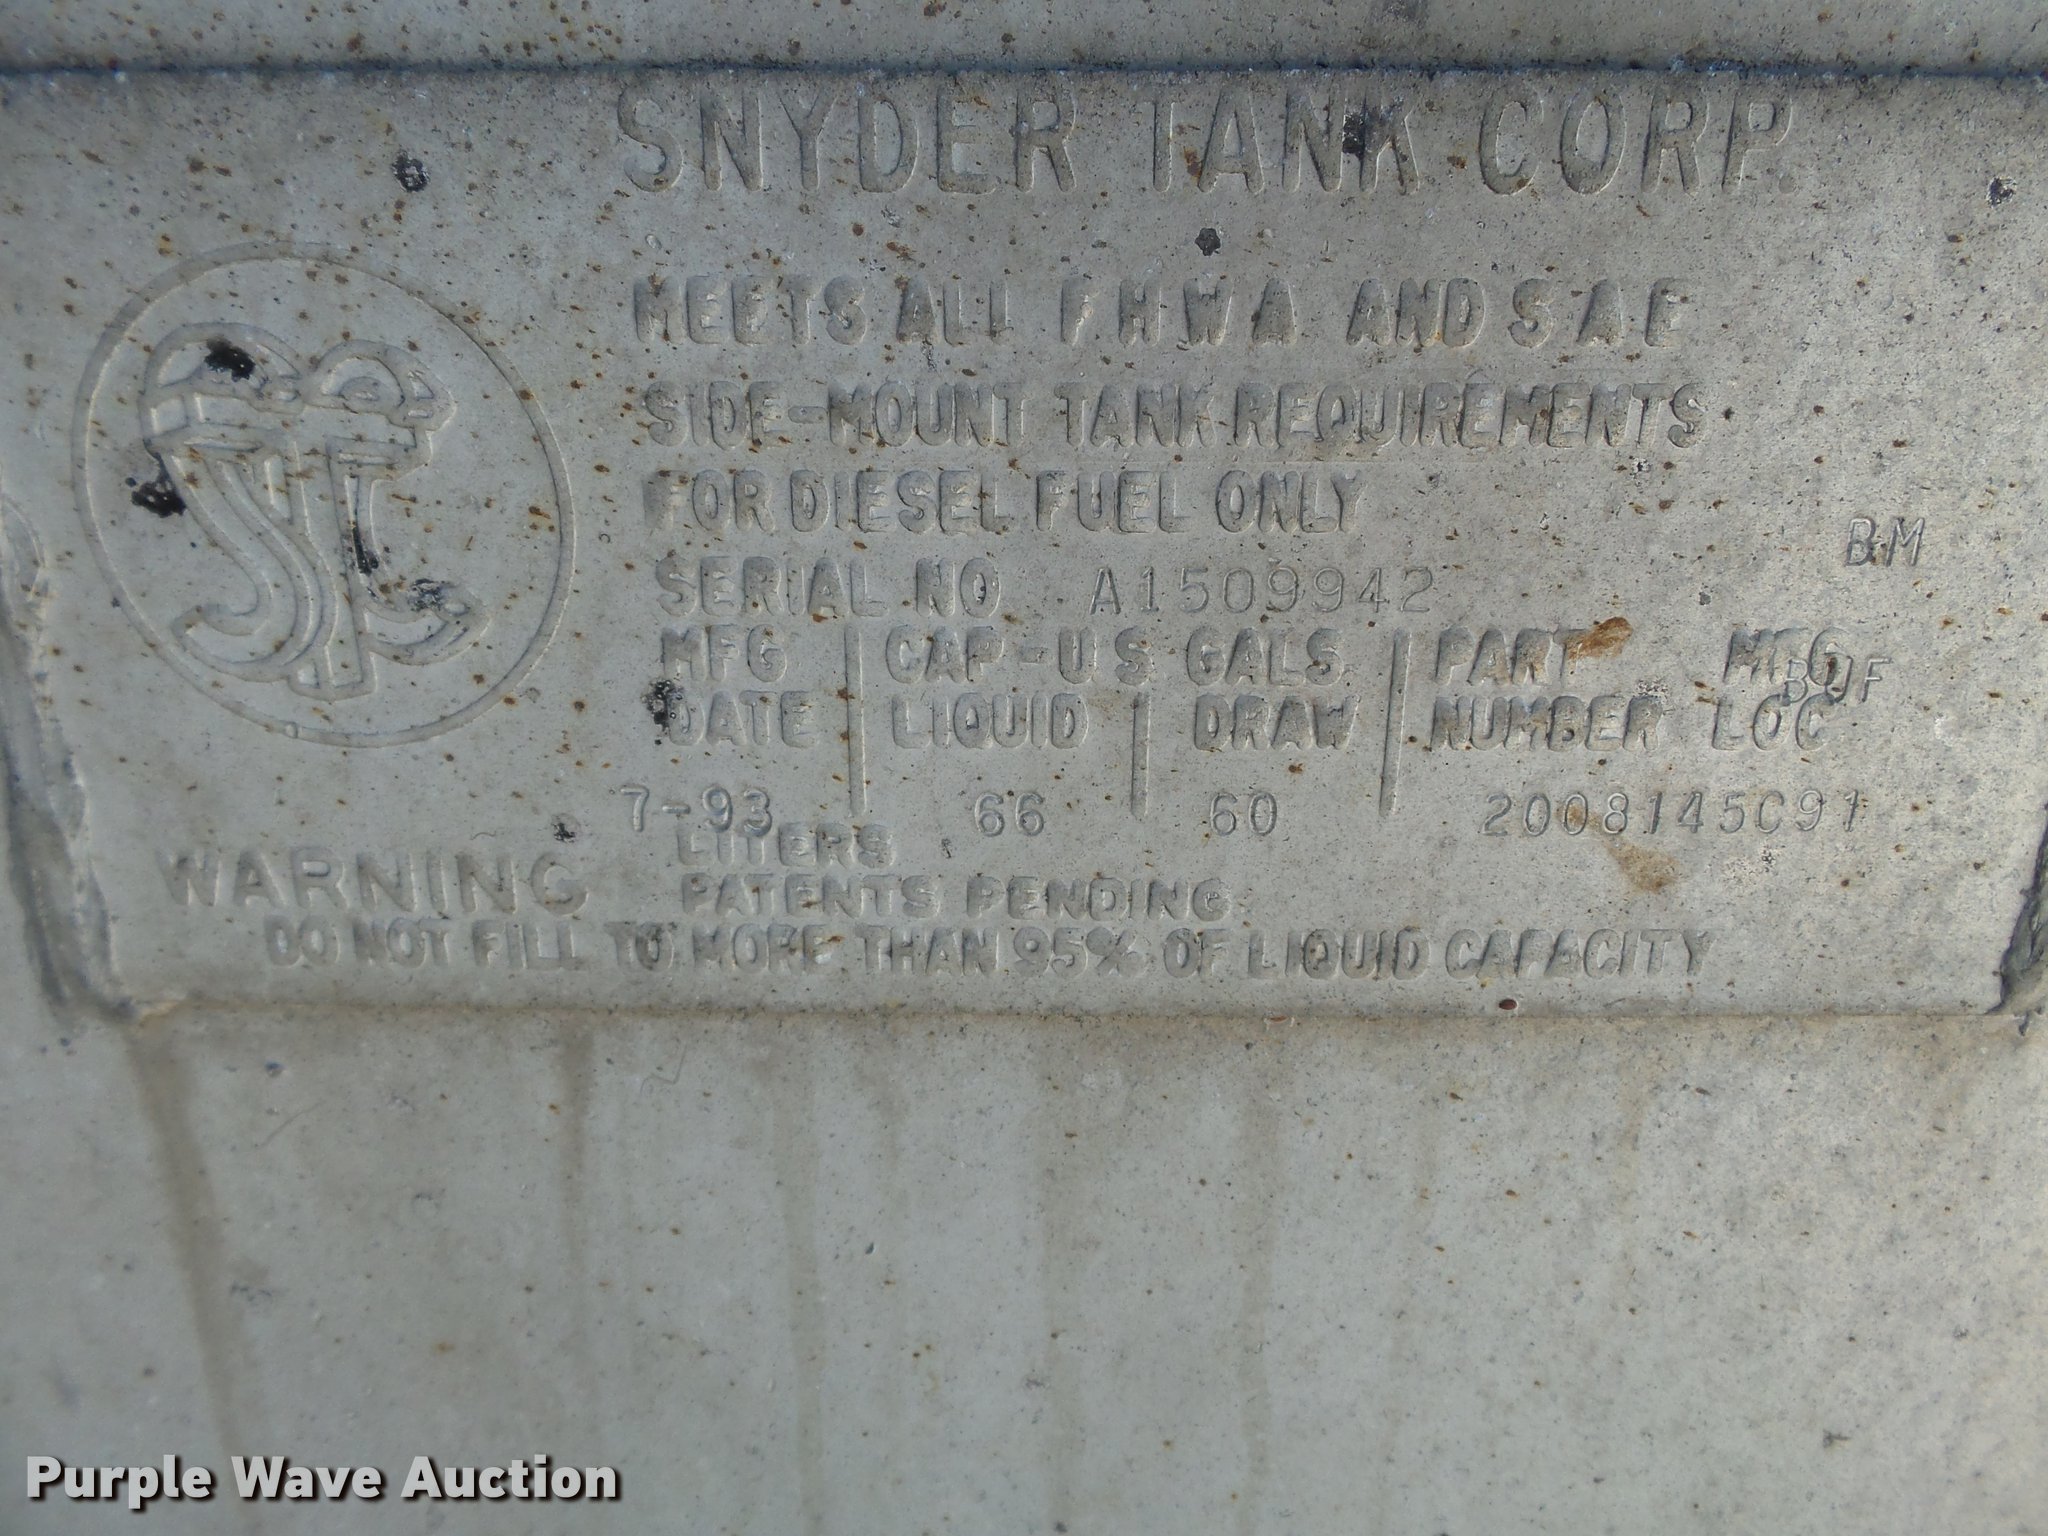 SNYDER TANK CORP.
MEETS ALL F H W A AND S A E
SIDE-MOUNT TANK REQUIREMENTS
FOR DIESEL FUEL ONLY
BM
SERIAL NO A1509942
MFG CAP-U S GALS PART MFG
BUF
DATE LIQUID DRAW NUMBER LOC
7-93 66 60 2008145C91
LITERS
WARNING PATENTS PENDING
DO NOT FILL TO MORE THAN 95% OF LIQUID CAPACITY
Purple Wave Auction